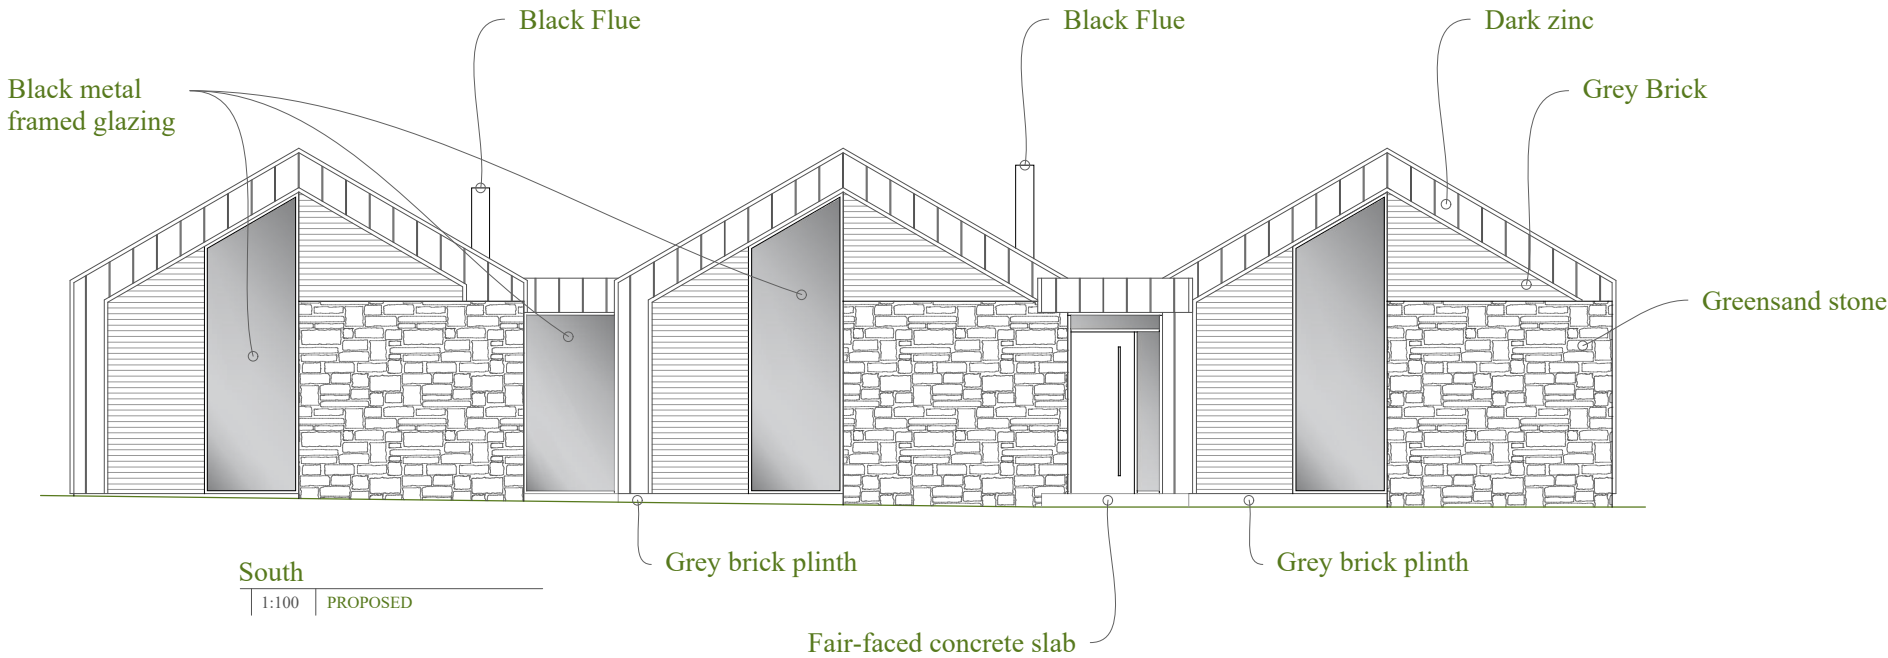 Black Flue
Black Flue
Dark zinc
Black metal
framed glazing
Grey Brick
Greensand stone
Grey brick plinth
Grey brick plinth
South
1:100 PROPOSED
Fair-faced concrete slab